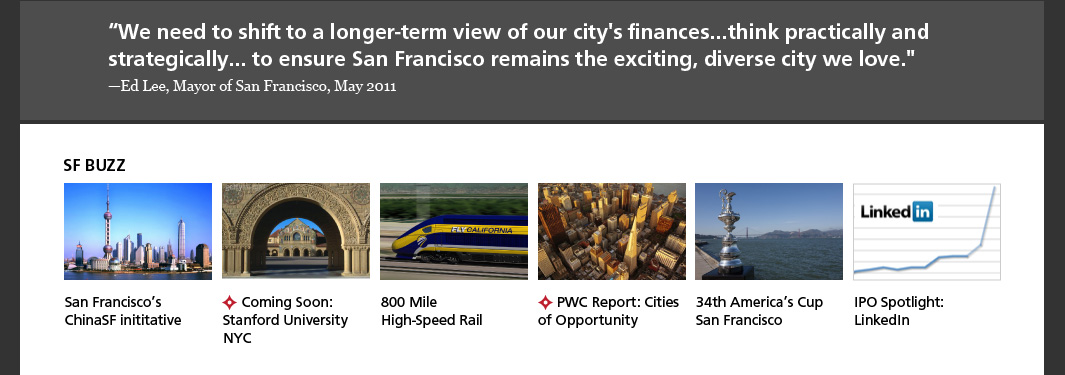 “We need to shift to a longer-term view of our city's finances...think practically and
strategically... to ensure San Francisco remains the exciting, diverse city we love."
—Ed Lee, Mayor of San Francisco, May 2011
SF BUZZ
CALIFORNIA
Linked in
San Francisco’s
ChinaSF inititative
Coming Soon:
Stanford University
NYC
800 Mile
High-Speed Rail
PWC Report: Cities
of Opportunity
34th America’s Cup
San Francisco
IPO Spotlight:
LinkedIn